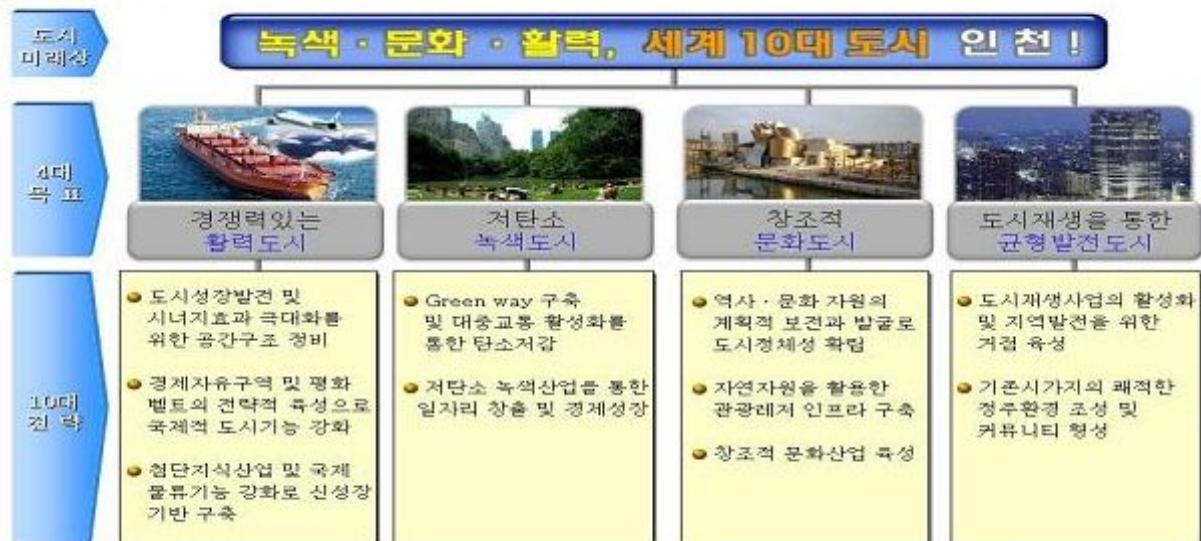 도시
미래상
녹색 · 문화 · 활력, 세계 10대 도시 인천!
4대
목표
경쟁력있는
활력도시
저탄소
녹색도시
창조적
문화도시
도시재생을 통한
균형발전도시
10대
전략
도시성장발전 및
시너지효과 극대화를
위한 공간구조 정비
경제자유구역 및 평화
벨트의 전략적 육성으로
국제적 도시기능 강화
첨단지식산업 및 국제
물류기능 강화로 신성장
기반 구축
Green way 구축
및 대중교통 활성화를
통한 탄소저감
저탄소 녹색산업을 통한
일자리 창출 및 경제성장
역사 · 문화 자원의
계획적 보전과 발굴로
도시정체성 확립
자연자원을 활용한
관광레저 인프라 구축
창조적 문화산업 육성
도시재생사업의 활성화
및 지역발전을 위한
거점 육성
기존시가지의 쾌적한
정주환경 조성 및
커뮤니티 형성